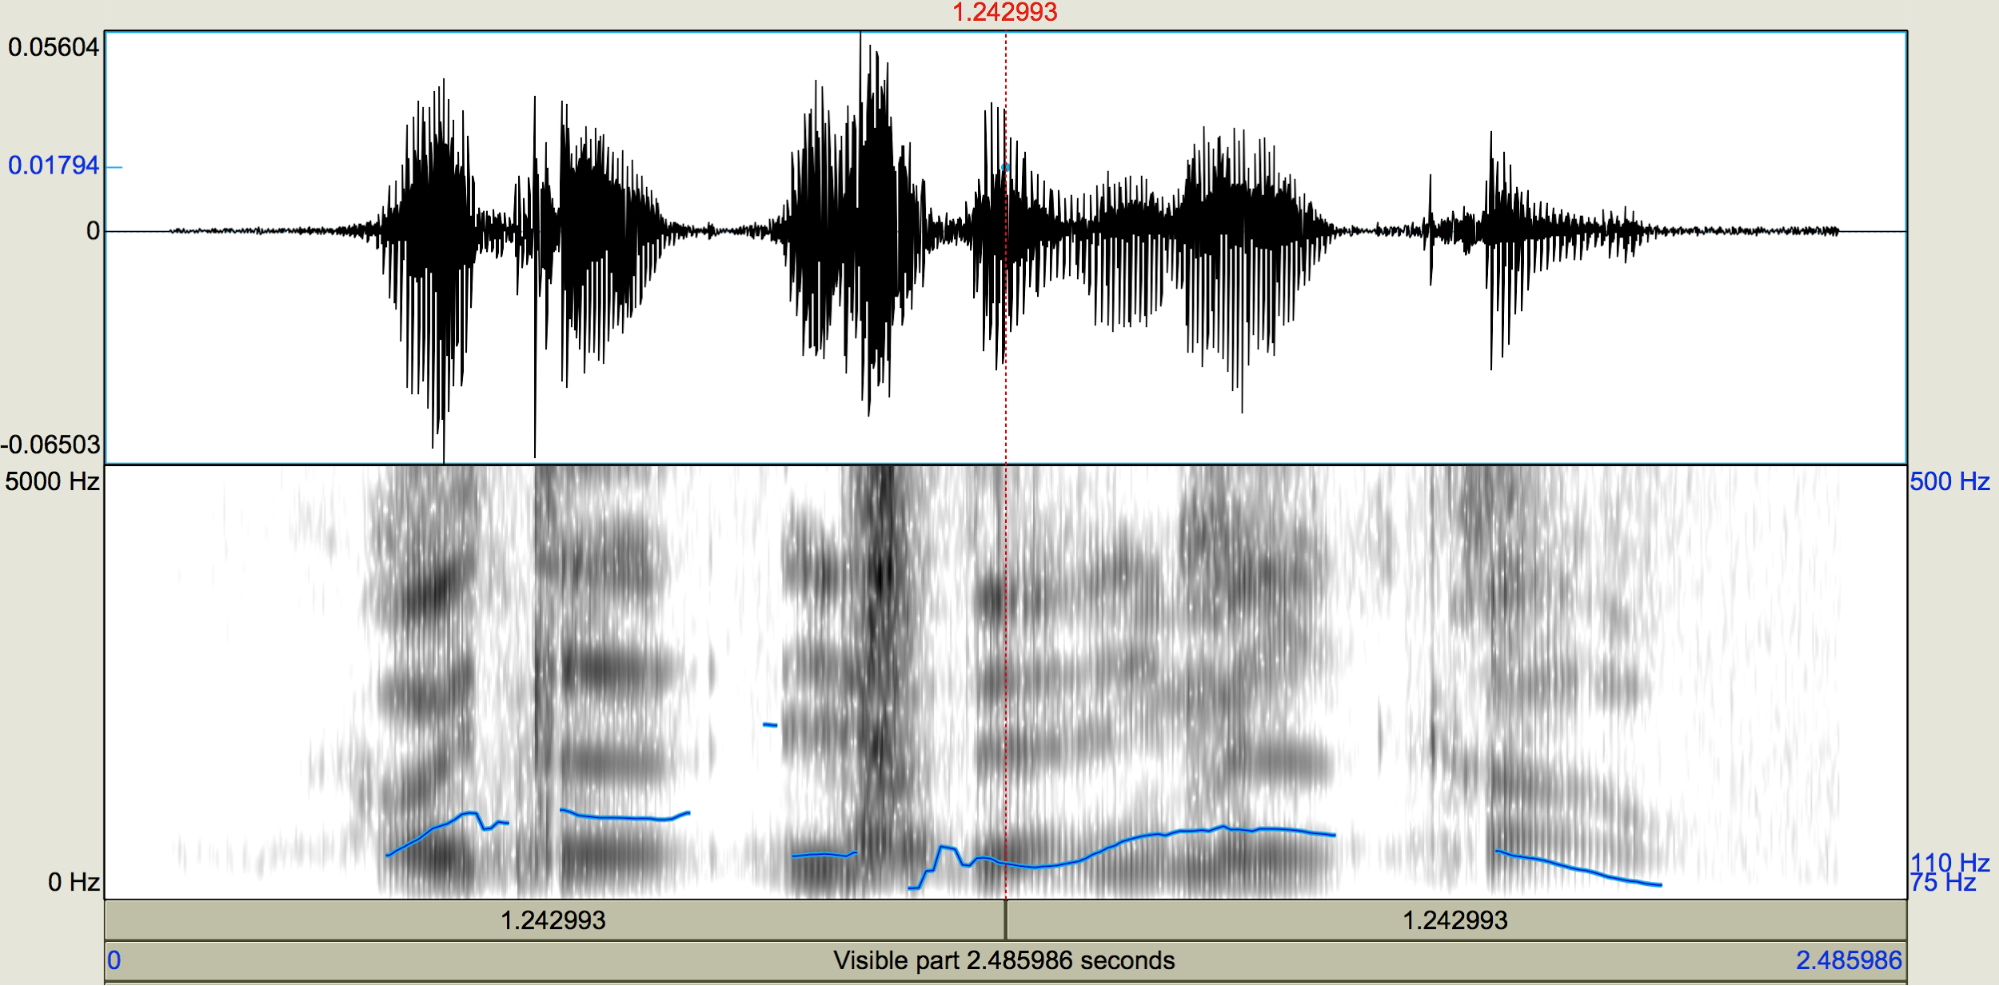 1.242993
0.05604
0.01794
0
-0.06503
5000 Hz
500 Hz
0 Hz
110 Hz
75 Hz
1.242993
1.242993
0
Visible part 2.485986 seconds
2.485986